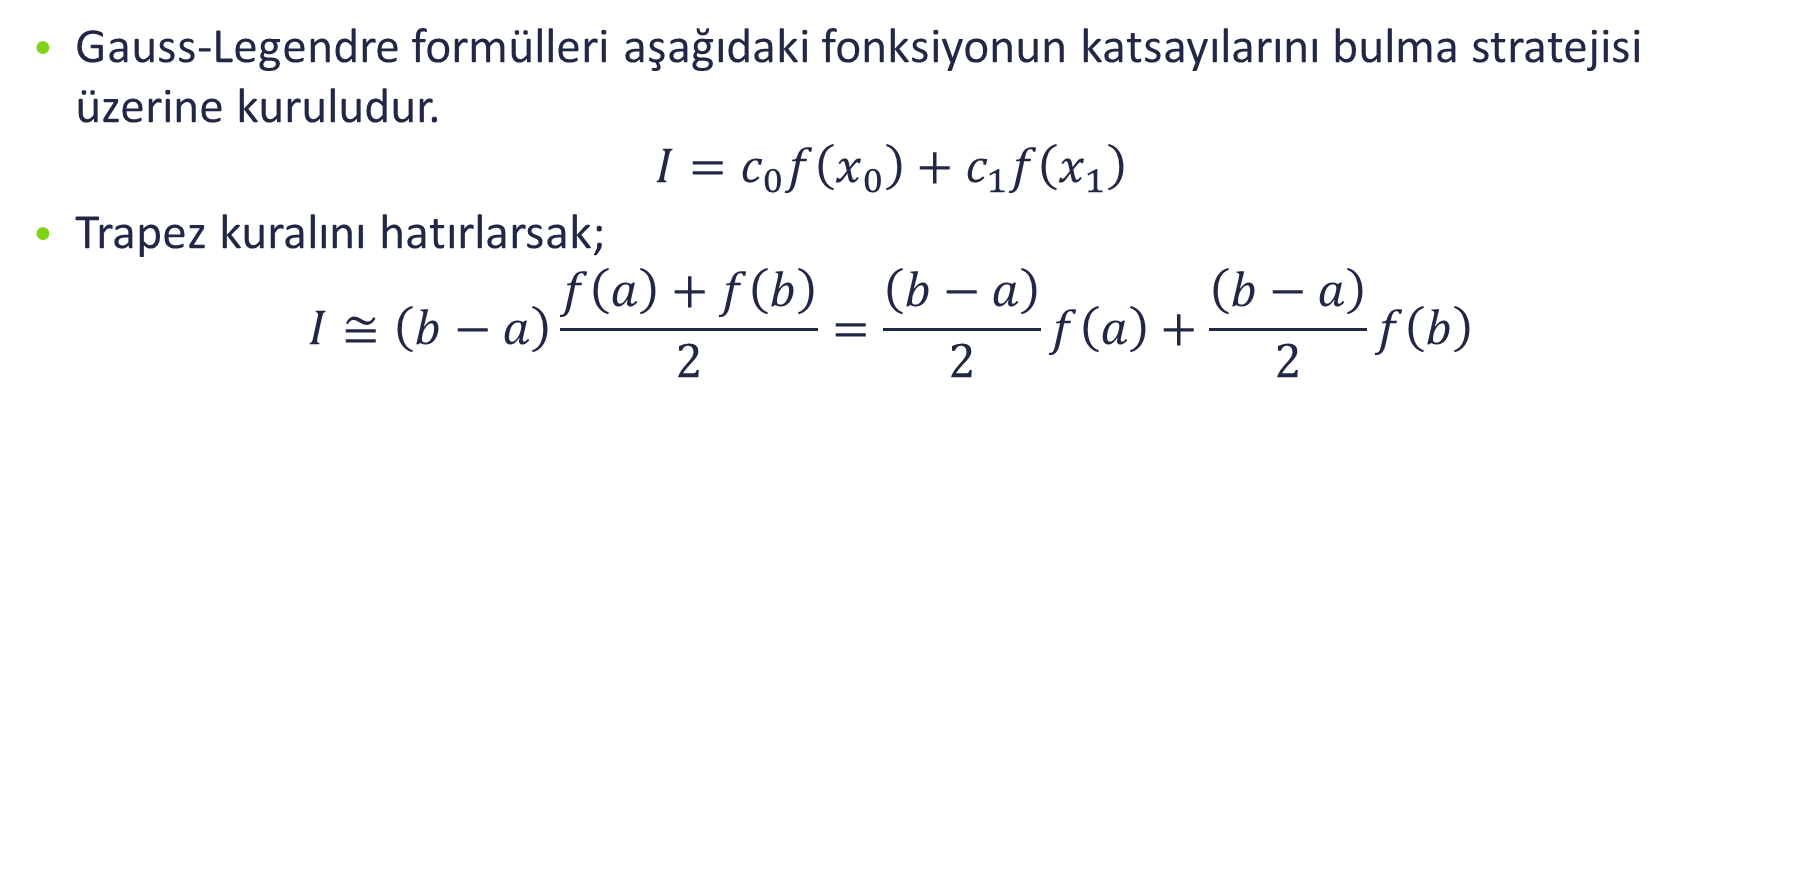 • Gauss-Legendre formülleri aşağıdaki fonksiyonun katsayılarını bulma stratejisi
üzerine kuruludur.
𝐼 = 𝑐₀𝑓(𝑥₀) + 𝑐₁𝑓(𝑥₁)
• Trapez kuralını hatırlarsak;
𝐼 ≅ (𝑏 − 𝑎) (𝑓(𝑎) + 𝑓(𝑏))/2 = (𝑏 − 𝑎)/2 𝑓(𝑎) + (𝑏 − 𝑎)/2 𝑓(𝑏)